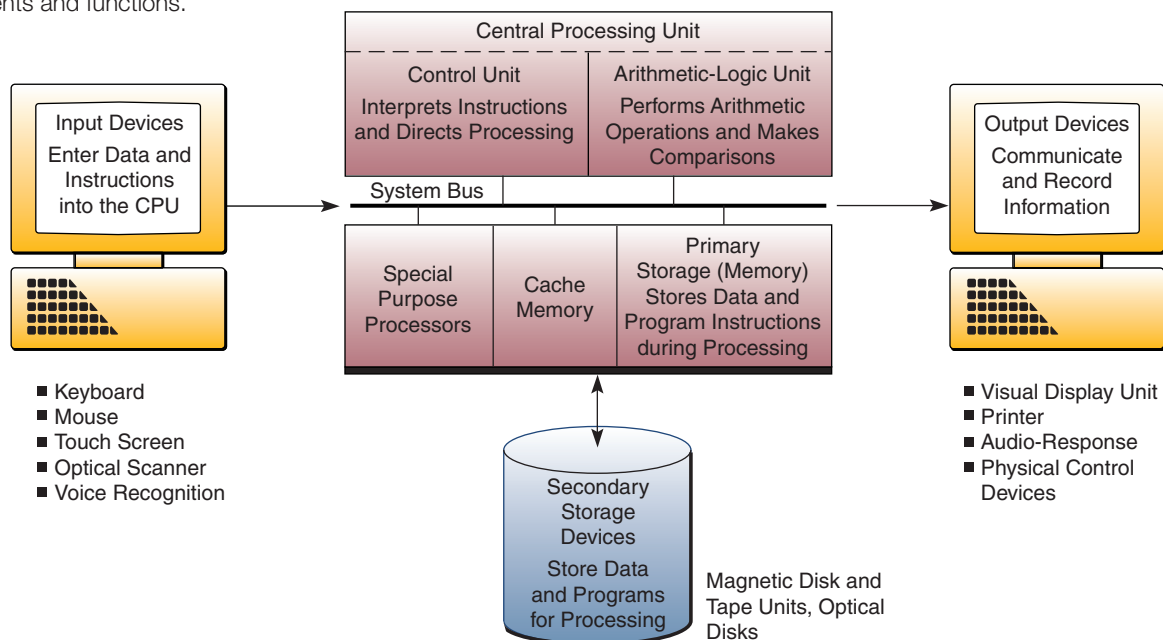 ents and functions.
Central Processing Unit
Control Unit
Interprets Instructions
and Directs Processing
Arithmetic-Logic Unit
Performs Arithmetic
Operations and Makes
Comparisons
Input Devices
Enter Data and
Instructions
into the CPU
System Bus
Output Devices
Communicate
and Record
Information
Special
Purpose
Processors
Cache
Memory
Primary
Storage (Memory)
Stores Data and
Program Instructions
during Processing
■ Keyboard
■ Mouse
■ Touch Screen
■ Optical Scanner
■ Voice Recognition
■ Visual Display Unit
■ Printer
■ Audio-Response
■ Physical Control
Devices
Secondary
Storage
Devices
Store Data
and Programs
for Processing
Magnetic Disk and
Tape Units, Optical
Disks